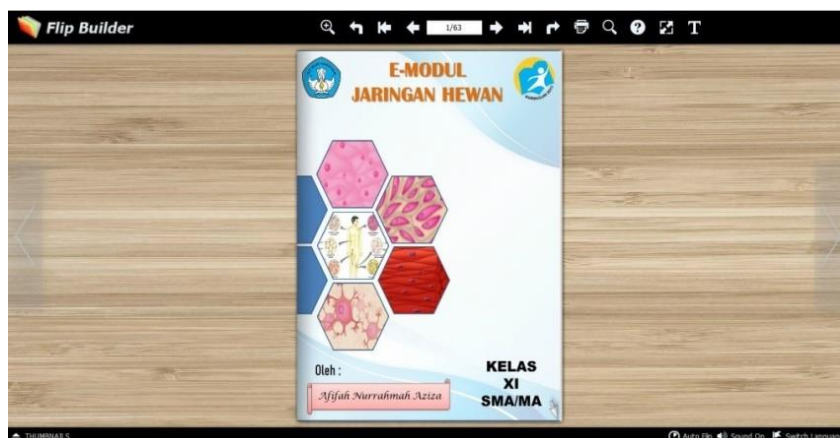 Flip Builder
1/63
T
E-MODUL
JARINGAN HEWAN
Oleh :
Afifah Nurrahmah Aziza
KELAS
XI
SMA/MA
THUMBNAILS
Auto Flip Sound On Switch Language